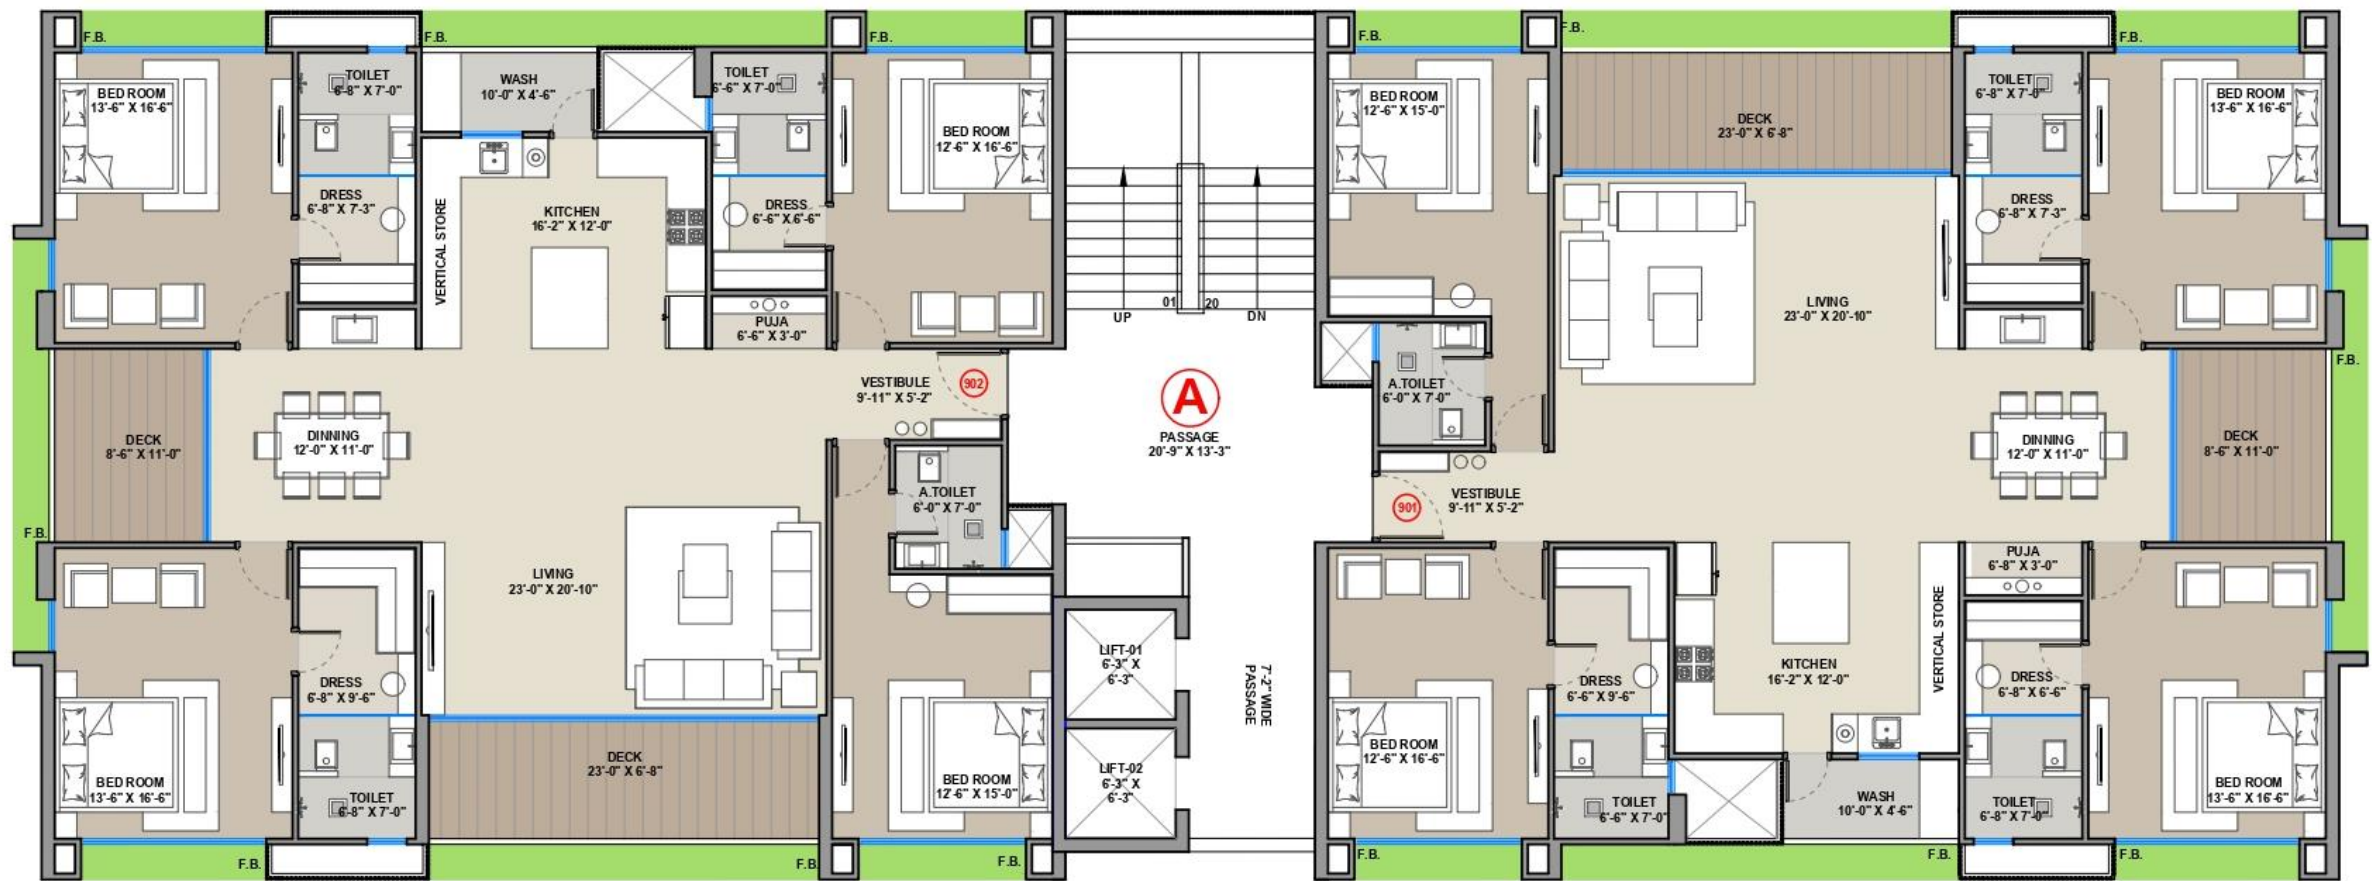 F.B.
F.B.
F.B.
F.B.
F.B.
F.B.
BED ROOM
13'-6" X 16'-6"
TOILET
6'-8" X 7'-0"
WASH
10'-0" X 4'-6"
TOILET
6'-6" X 7'-0"
BED ROOM
12'6" X 16'-6"
BED ROOM
12'-6" X 15'-0"
DECK
23'-0" X 6'-8"
TOILET
6'-8" X 7'-0"
BED ROOM
13'-6" X 16'-6"
DRESS
6'-8" X 7'-3"
VERTICAL STORE
KITCHEN
16'-2" X 12'-0"
DRESS
6'-6" X 6'-6"
DRESS
6'-8" X 7'-3"
PUJA
6'-6" X 3'-0"
01
20
UP
DN
LIVING
23'-0" X 20'-10"
F.B.
VESTIBULE
9'-11" X 5'-2"
902
A
PASSAGE
20'-9" X 13'-3"
A.TOILET
6'-0" X 7'-0"
DECK
8'-6" X 11'-0"
DINNING
12'-0" X 11'-0"
DINNING
12'-0" X 11'-0"
DECK
8'-6" X 11'-0"
A.TOILET
6'-0" X 7'-0"
901
VESTIBULE
9'-11" X 5'-2"
F.B.
LIVING
23'-0" X 20'-10"
PUJA
6'-8" X 3'-0"
LIFT-01
6'-3" X
6'-3"
7'-2" WIDE
PASSAGE
DRESS
6'-8" X 9'-6"
DRESS
6'-6" X 9'-6"
KITCHEN
16'-2" X 12'-0"
VERTICAL STORE
DRESS
6'-8" X 6'-6"
BED ROOM
13'-6" X 16'-6"
TOILET
6'-8" X 7'-0"
DECK
23'-0" X 6'-8"
BED ROOM
12'6" X 15'-0"
LIFT-02
6'-3" X
6'-3"
BED ROOM
12'-6" X 16'-6"
TOILET
6'-6" X 7'-0"
WASH
10'-0" X 4'-6"
TOILET
6'-8" X 7'-0"
BED ROOM
13'-6" X 16'-6"
F.B.
F.B.
F.B.
F.B.
F.B.
F.B.